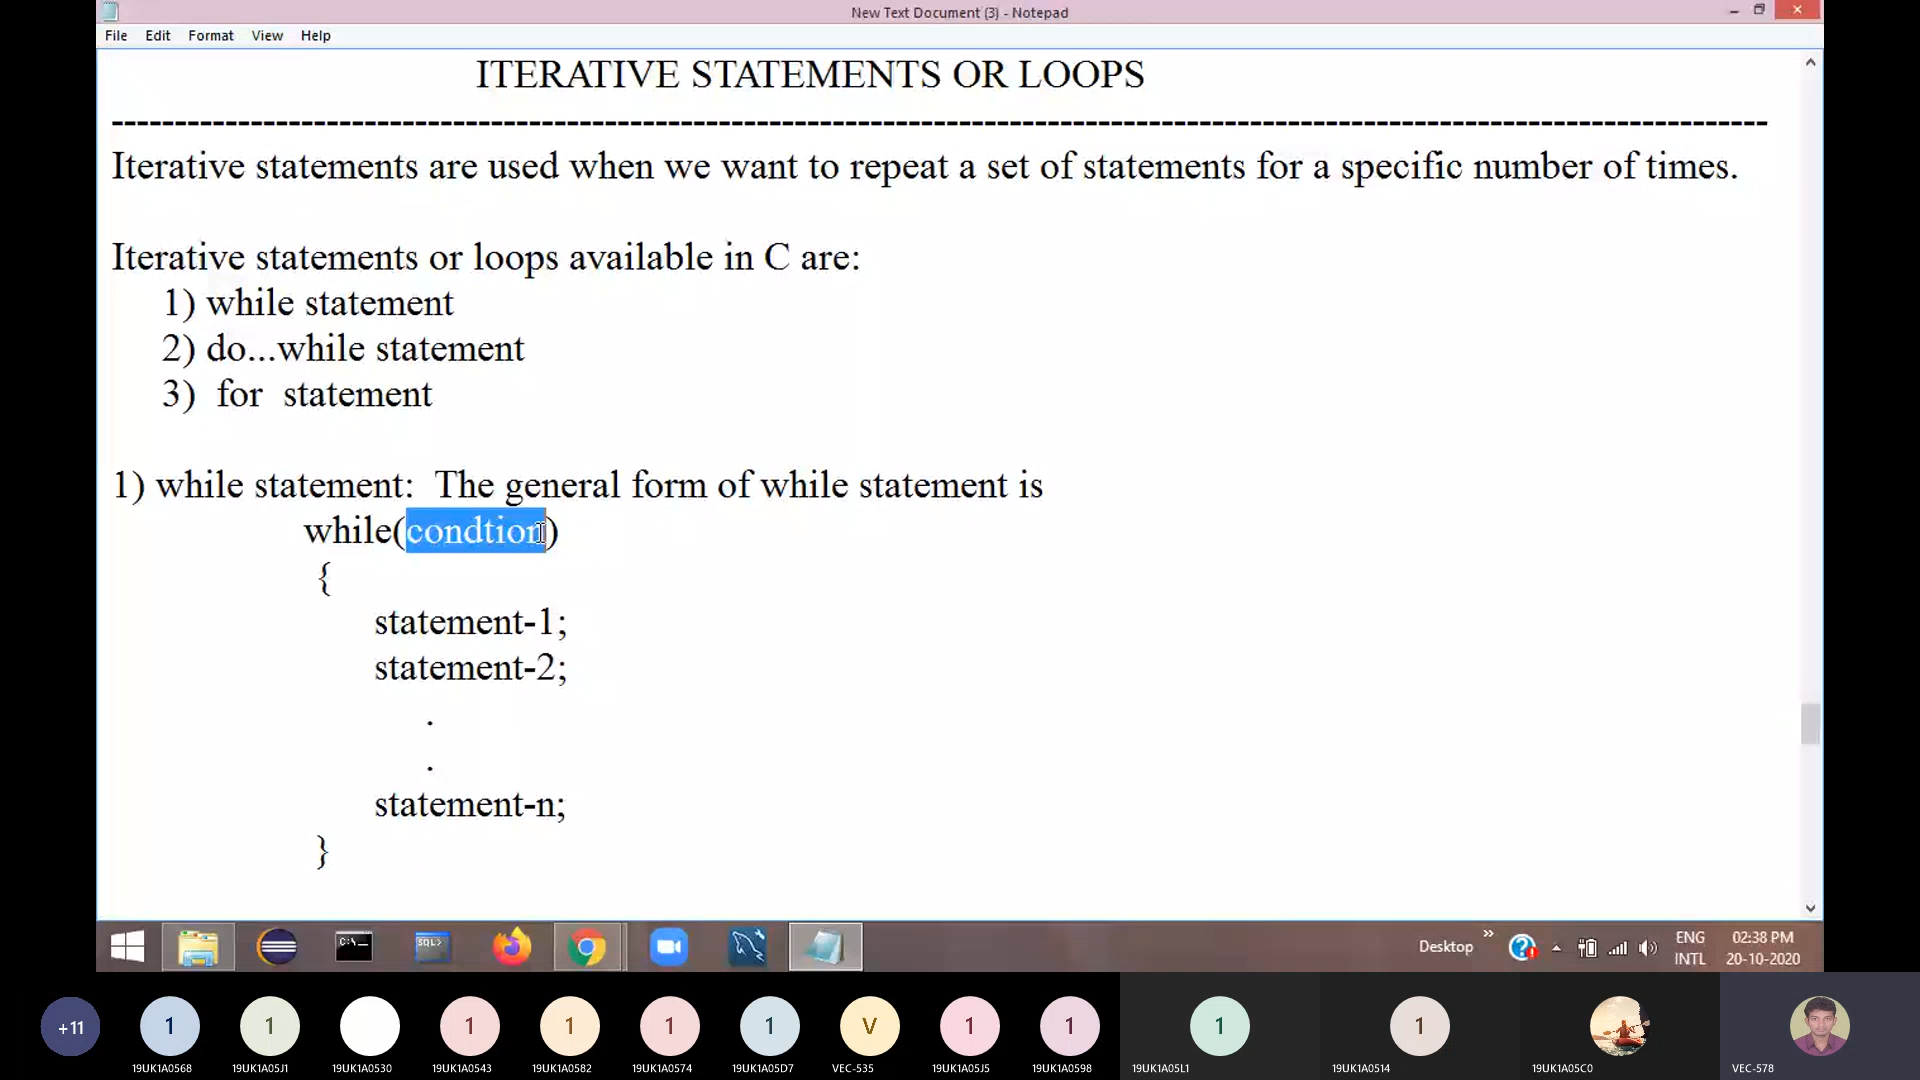 New Text Document (3) - Notepad
File Edit Format View Help
ITERATIVE STATEMENTS OR LOOPS
------------------------------------------------------------------------------------------------------------------------------------
Iterative statements are used when we want to repeat a set of statements for a specific number of times.
Iterative statements or loops available in C are:
1) while statement
2) do...while statement
3) for statement
1) while statement: The general form of while statement is
while(condtion)
{
statement-1;
statement-2;
.
.
statement-n;
}
C:\_
SQL>
Desktop
»
ENG
INTL
02:38 PM
20-10-2020
+11 1 1 1 1 1 1 V 1 1 1 1
19UK1A0568 19UK1A05J1 19UK1A0530 19UK1A0543 19UK1A0582 19UK1A0574 19UK1A05D7 VEC-535 19UK1A05J5 19UK1A0598 19UK1A05L1 19UK1A0514 19UK1A05C0 VEC-578